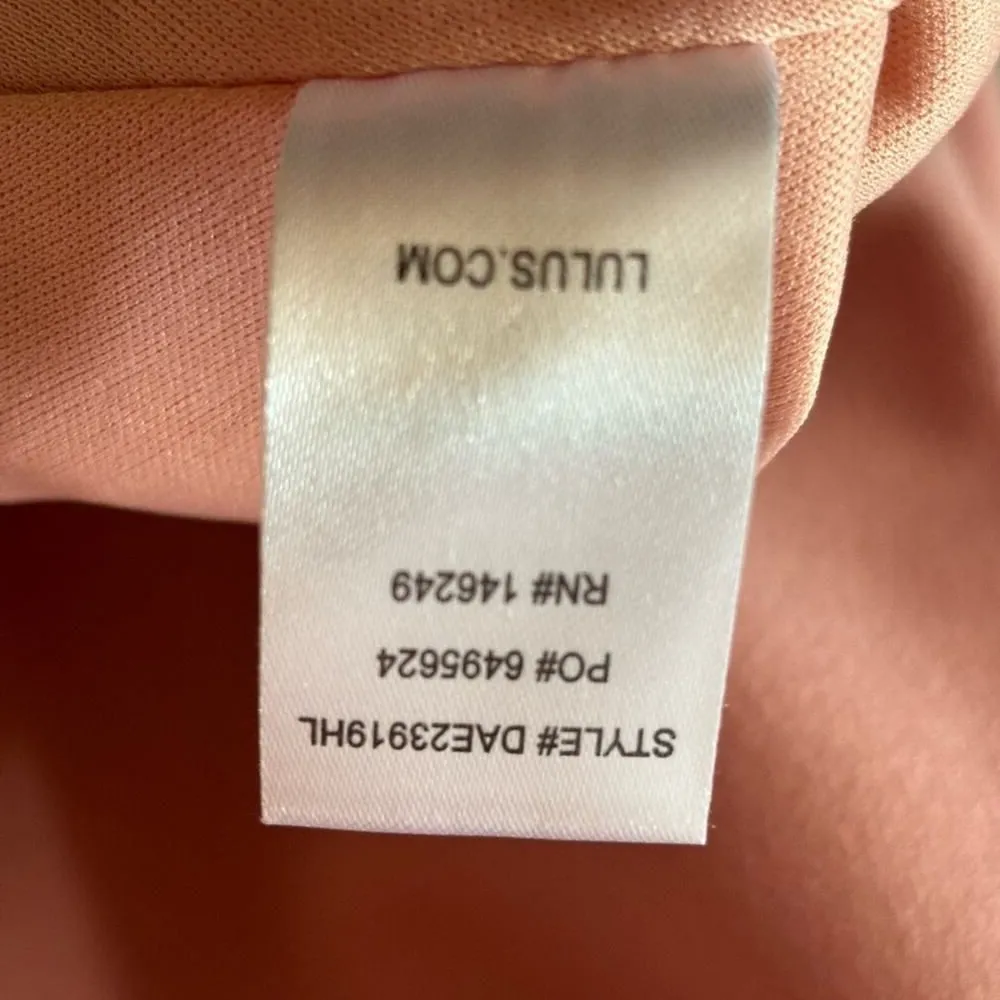 STYLE# DAE23919HL
PO# 6495624
RN# 146249
LULUS.COM